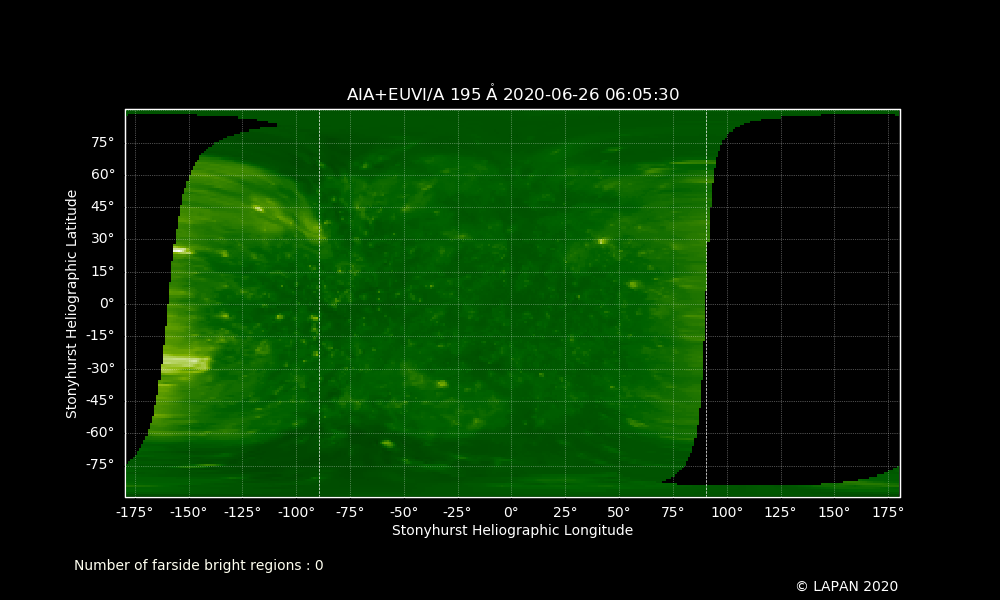 AIA+EUVI/A 195 Å 2020-06-26 06:05:30
Stonyhurst Heliographic Latitude
75°
60°
45°
30°
15°
0°
-15°
-30°
-45°
-60°
-75°
-175° -150° -125° -100° -75° -50° -25° 0° 25° 50° 75° 100° 125° 150° 175°
Stonyhurst Heliographic Longitude
Number of farside bright regions : 0
© LAPAN 2020